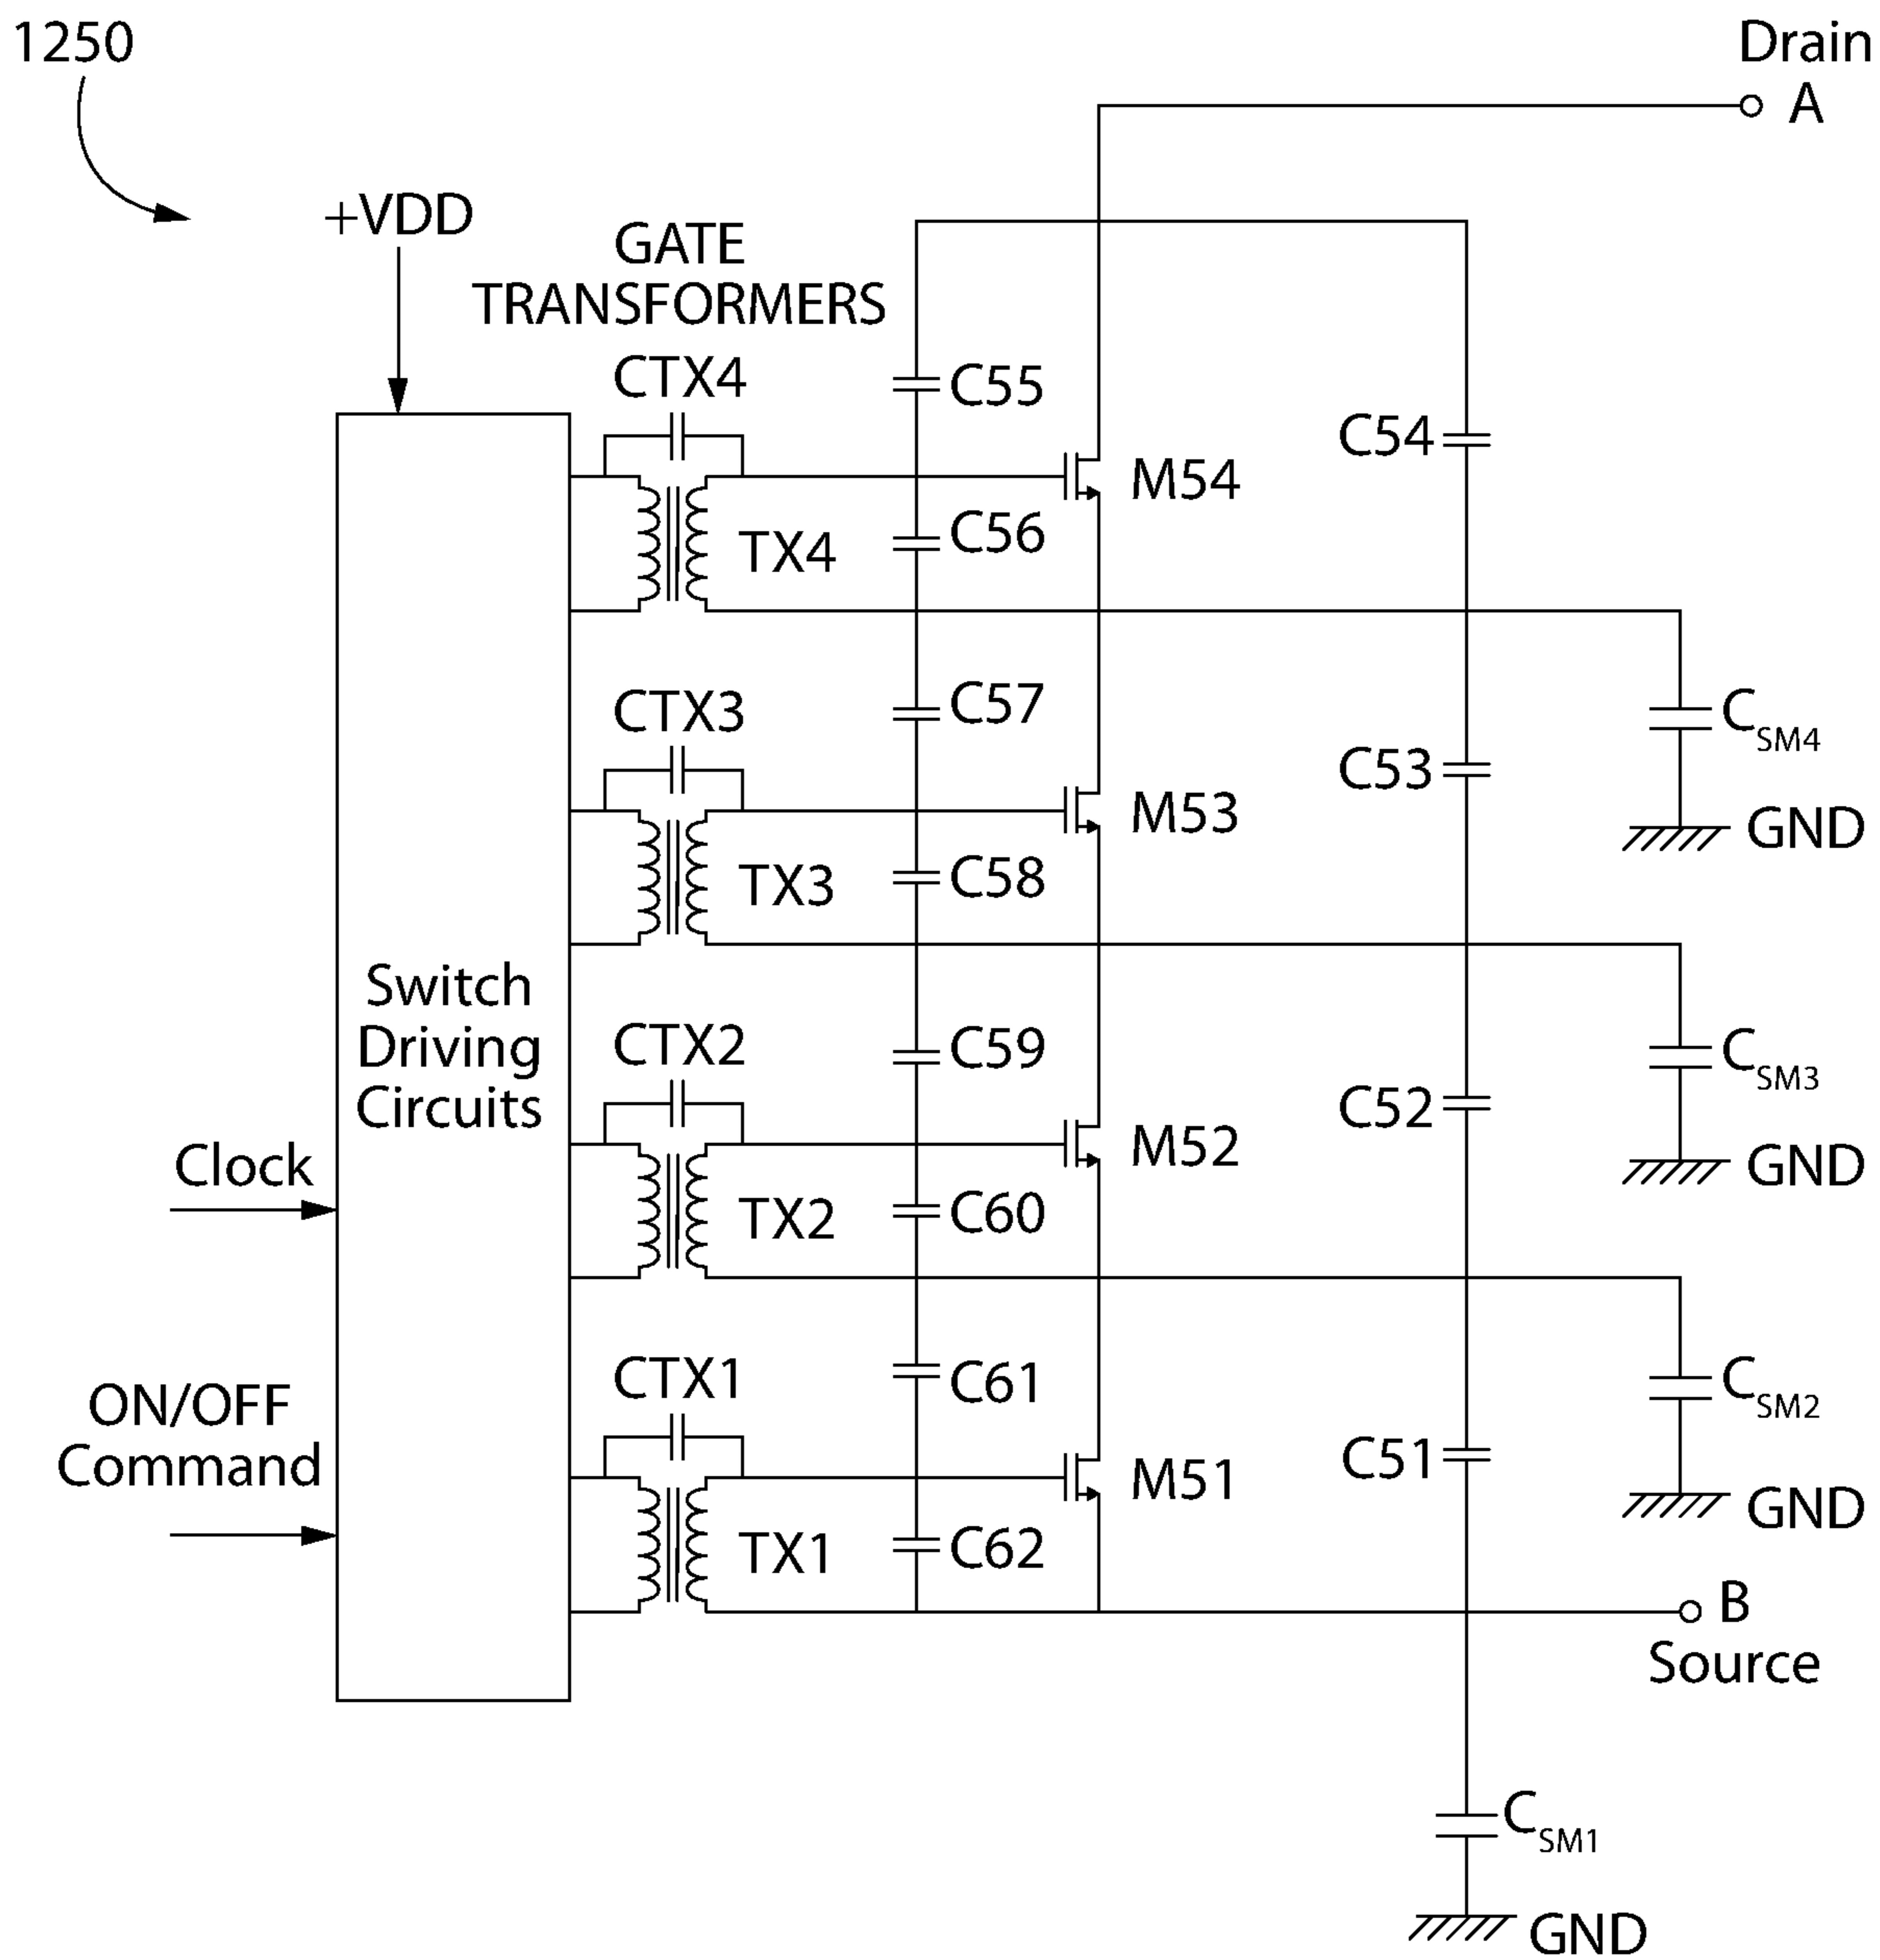 1250
Drain
A
+VDD
GATE
TRANSFORMERS
CTX4
C55
C54
M54
C56
TX4
CTX3
C57
C53
CSM4
M53
GND
TX3
C58
Switch
Driving
Circuits
CTX2
C59
C52
CSM3
M52
Clock
GND
TX2
C60
CTX1
C61
CSM2
ON/OFF
Command
C51
M51
GND
TX1
C62
B
Source
CSM1
GND